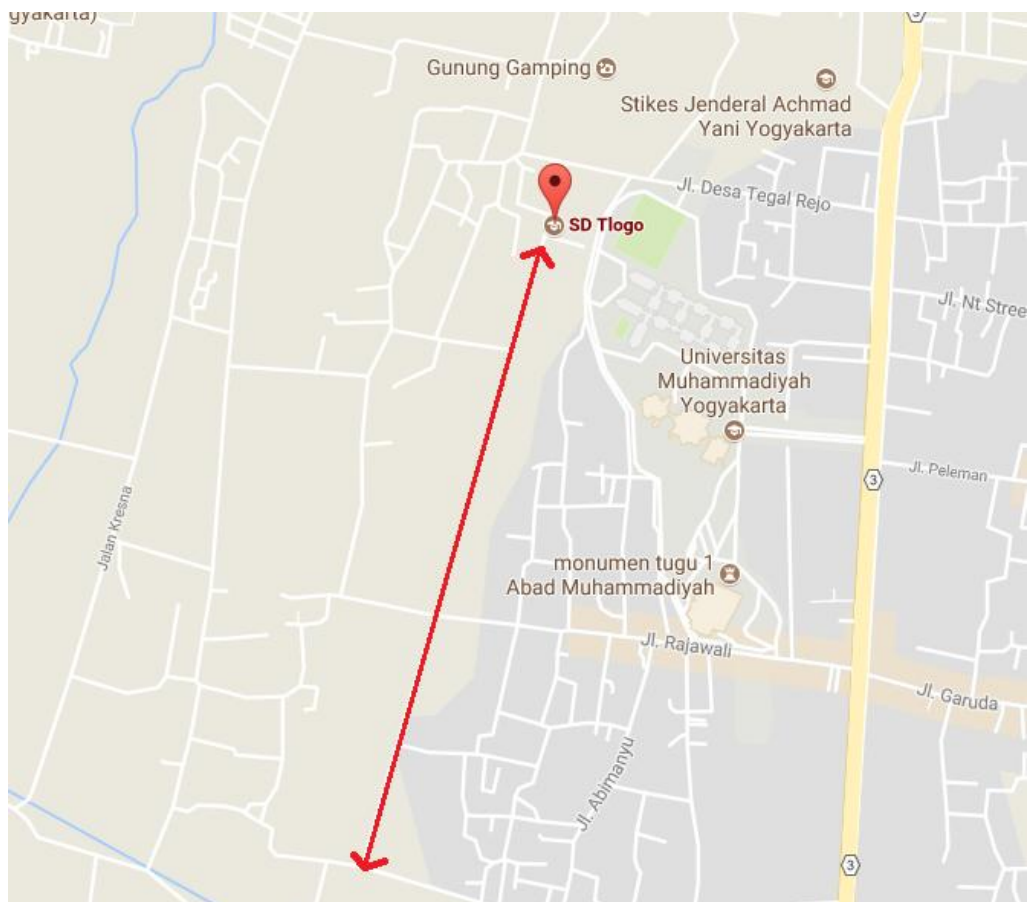 gyakarta)
3
Gunung Gamping
Stikes Jenderal Achmad
Yani Yogyakarta
Jl. Desa Tegal Rejo
SD Tlogo
Jl. Nt Stree
Universitas
Muhammadiyah
Yogyakarta
Jl. Peleman
3
Jalan Kresna
monumen tugu 1
Abad Muhammadiyah
Jl. Rajawali
Jl. Garuda
Jl. Abimanyu
3